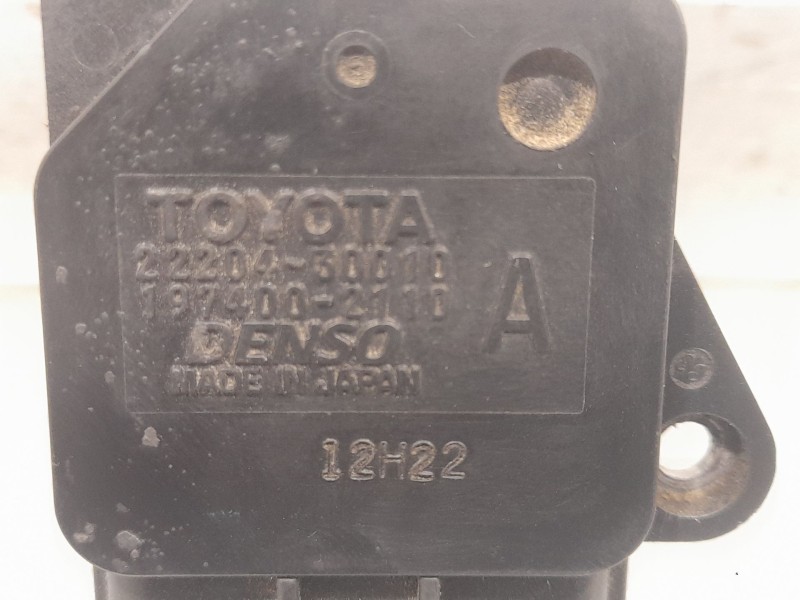 TOYOTA
22204-30010
197400-2110
DENSO
MADE IN JAPAN
A
12H22